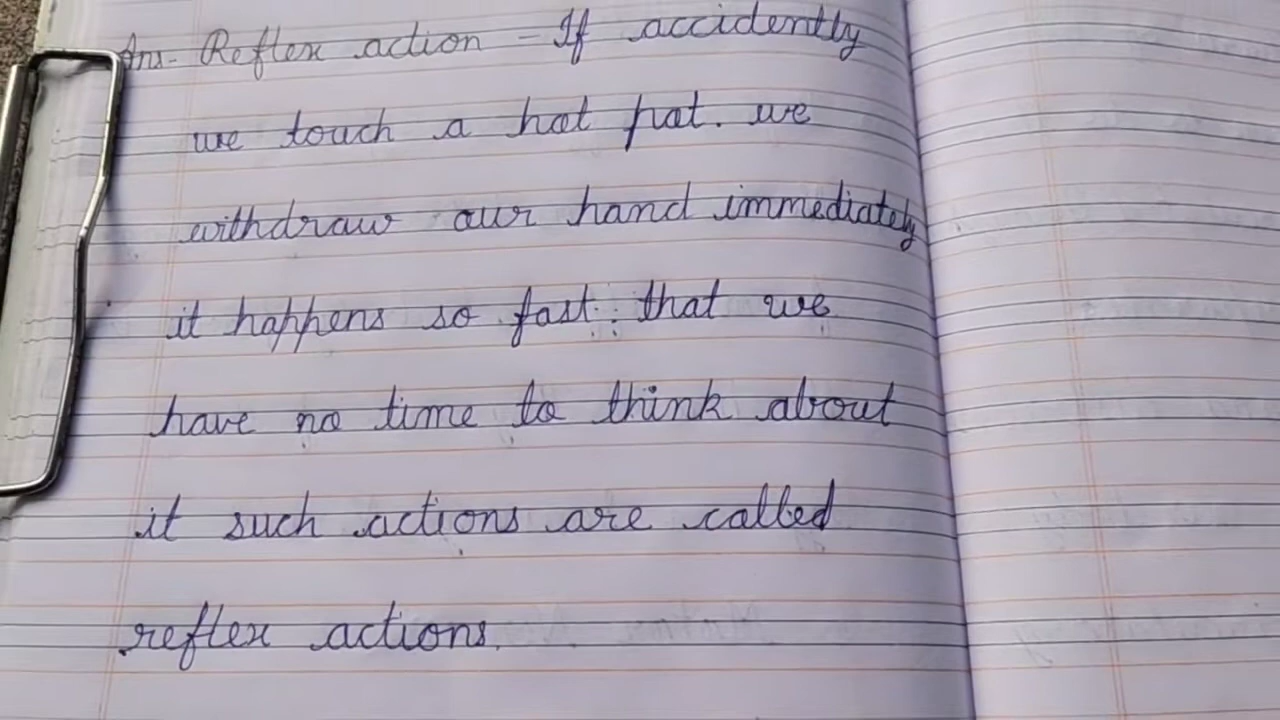 Ans. Reflex action - If accidently
we touch a hot pot. we
withdraw our hand immediately
it happens so fast. that we
have no time to think about
it such actions are called
reflex actions.